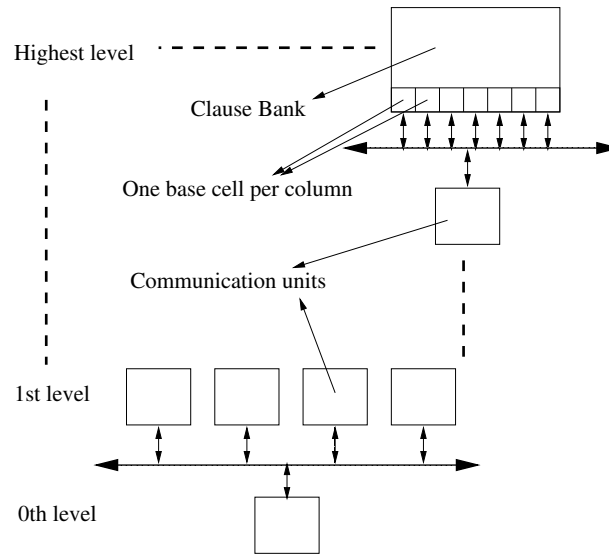 Highest level
Clause Bank
One base cell per column
Communication units
1st level
0th level